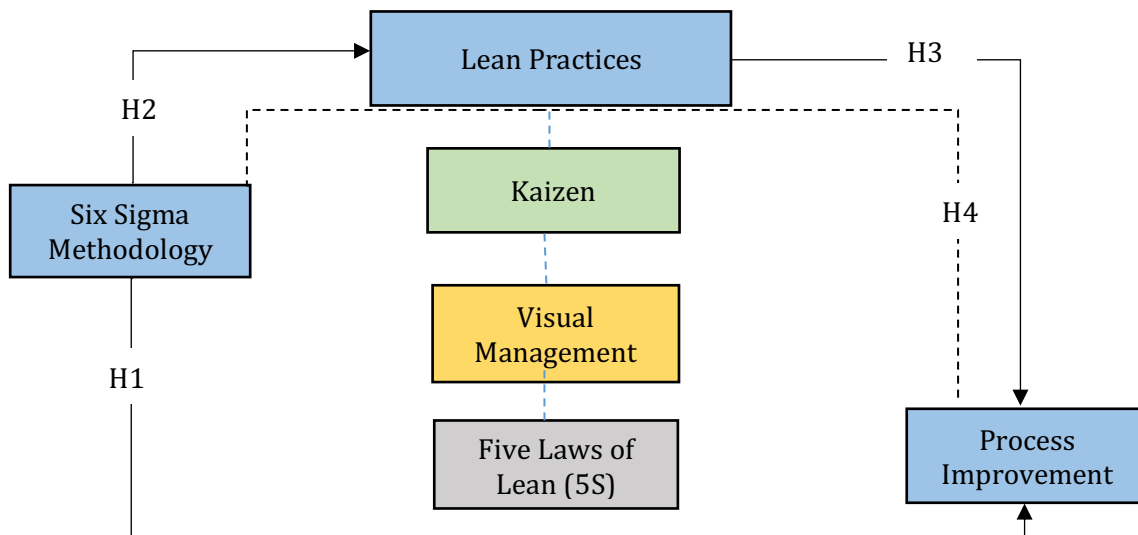 Lean Practices
H3
H2
Kaizen
Six Sigma
Methodology
H4
Visual
Management
H1
Five Laws of
Lean (5S)
Process
Improvement